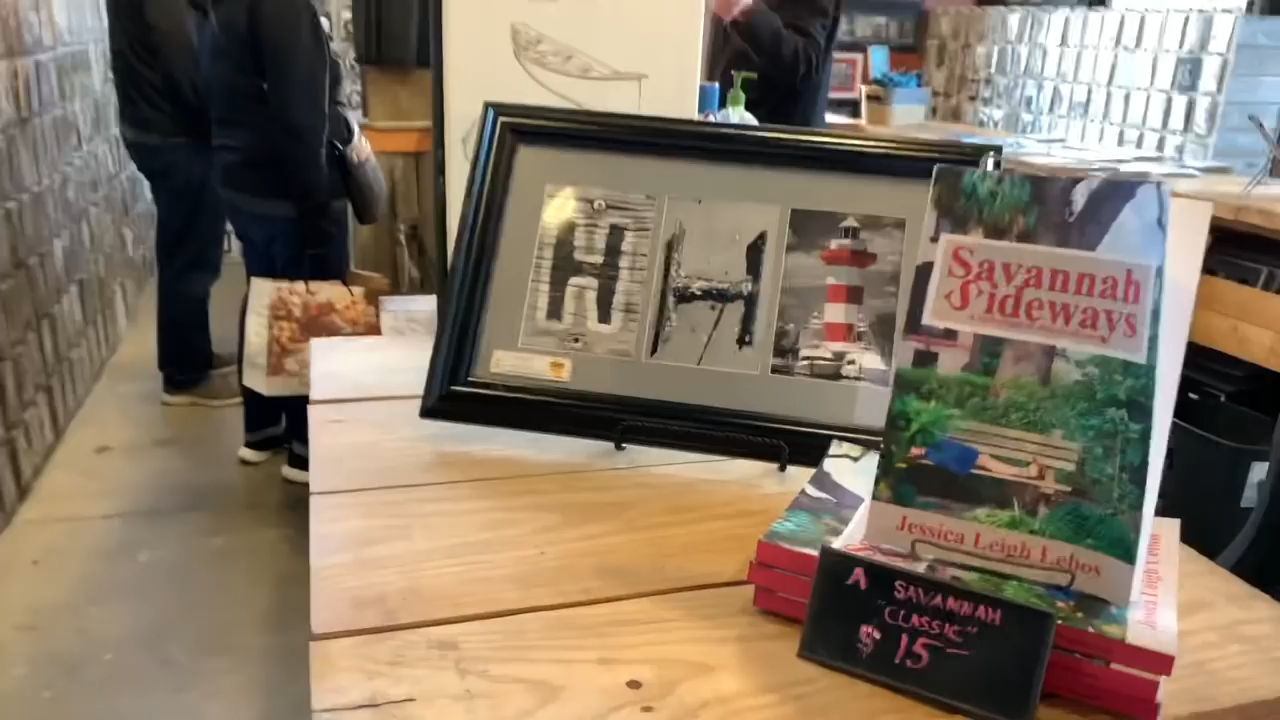 Savannah
Sideways
Jessica Leigh Lebos
A SAVANNAH
"CLASSIC"
$15-